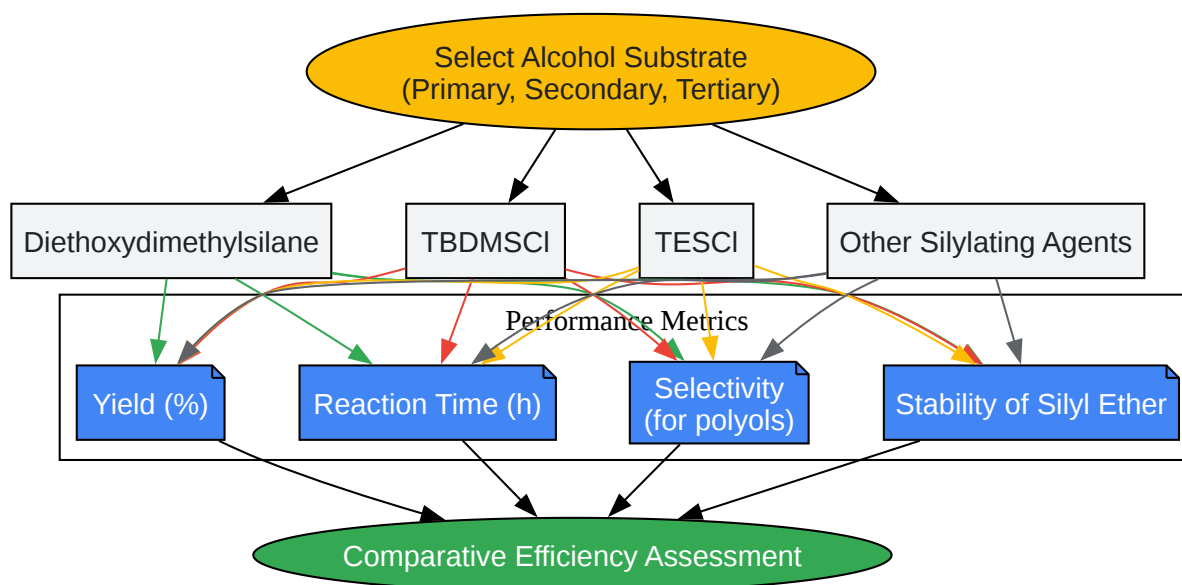 Select Alcohol Substrate
(Primary, Secondary, Tertiary)
Diethoxydimethylsilane
TBDMSCl
TESCl
Other Silylating Agents
Performance Metrics
Yield (%)
Reaction Time (h)
Selectivity
(for polyols)
Stability of Silyl Ether
Comparative Efficiency Assessment